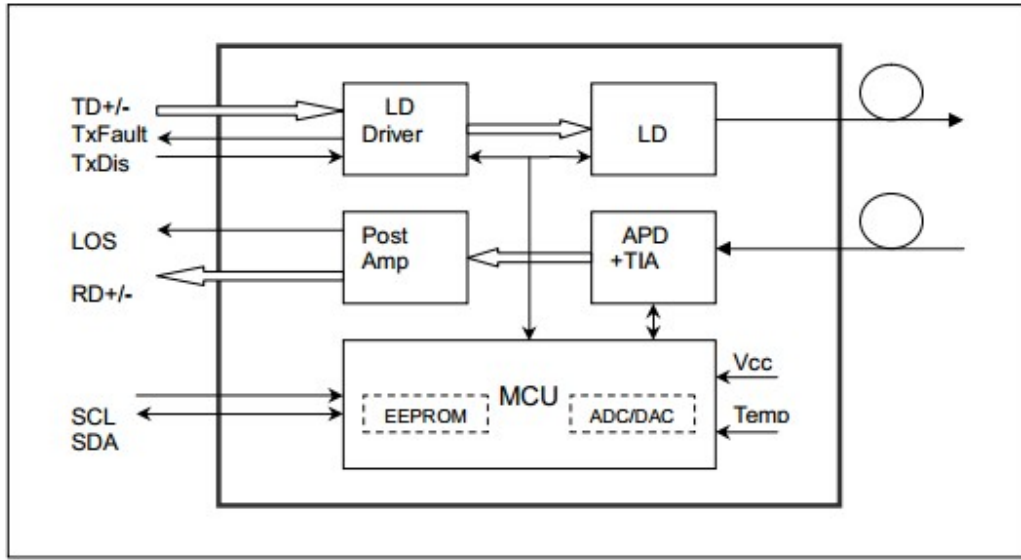 TD+/-
TxFault
TxDis
LD
Driver
LD
LOS
RD+/-
Post
Amp
APD
+TIA
SCL
SDA
MCU
EEPROM
ADC/DAC
Vcc
Temp